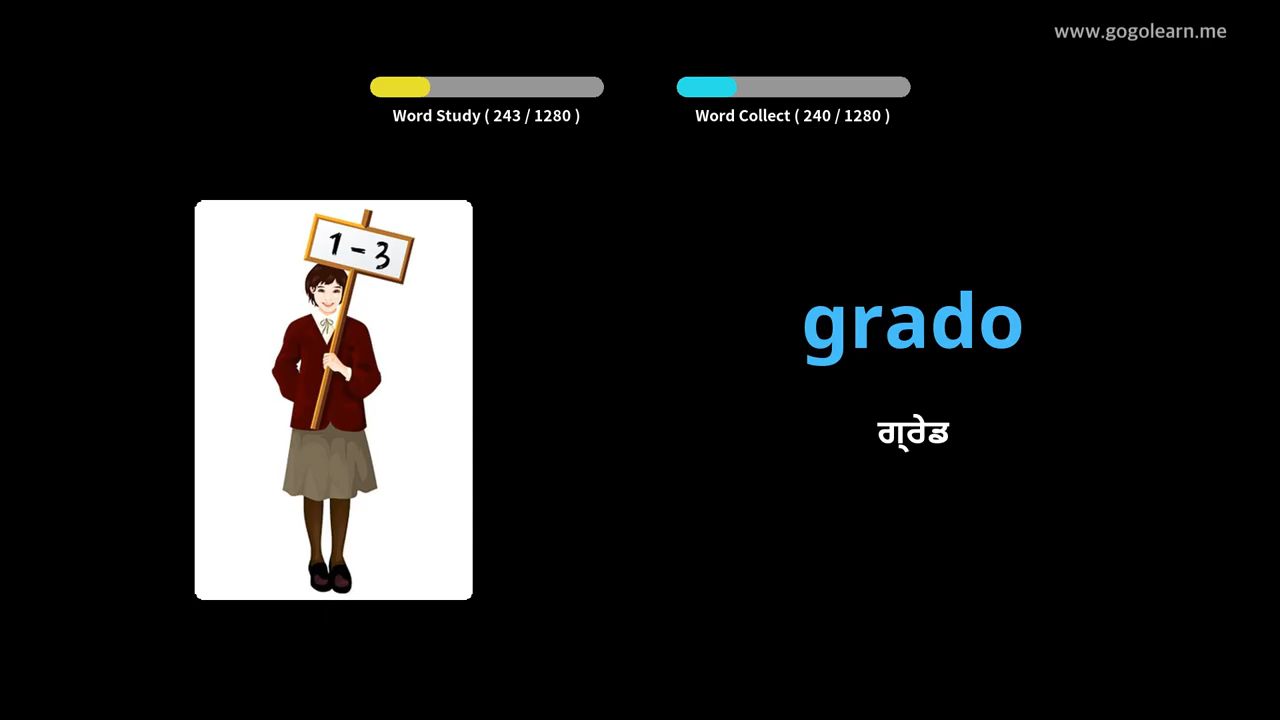 www.gogolearn.me
Word Study ( 243 / 1280 )
Word Collect ( 240 / 1280 )
1 - 3
grado
ਗ੍ਰੇਡ